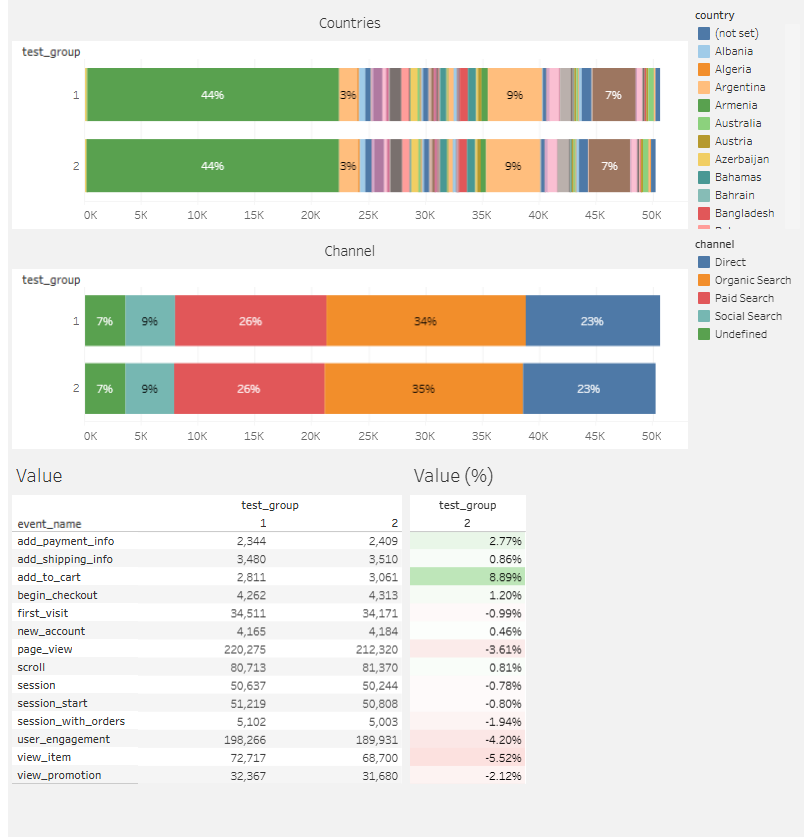 Countries
test_group
1 44% 3% 9% 7%
2 44% 3% 9% 7%
0K 5K 10K 15K 20K 25K 30K 35K 40K 45K 50K
country
(not set)
Albania
Algeria
Argentina
Armenia
Australia
Austria
Azerbaijan
Bahamas
Bahrain
Bangladesh
Channel
test_group
1 7% 9% 26% 34% 23%
2 7% 9% 26% 35% 23%
0K 5K 10K 15K 20K 25K 30K 35K 40K 45K 50K
channel
Direct
Organic Search
Paid Search
Social Search
Undefined
Value
test_group
event_name 1 2
add_payment_info 2,344 2,409
add_shipping_info 3,480 3,510
add_to_cart 2,811 3,061
begin_checkout 4,262 4,313
first_visit 34,511 34,171
new_account 4,165 4,184
page_view 220,275 212,320
scroll 80,713 81,370
session 50,637 50,244
session_start 51,219 50,808
session_with_orders 5,102 5,003
user_engagement 198,266 189,931
view_item 72,717 68,700
view_promotion 32,367 31,680
Value (%)
test_group
2
2.77%
0.86%
8.89%
1.20%
-0.99%
0.46%
-3.61%
0.81%
-0.78%
-0.80%
-1.94%
-4.20%
-5.52%
-2.12%